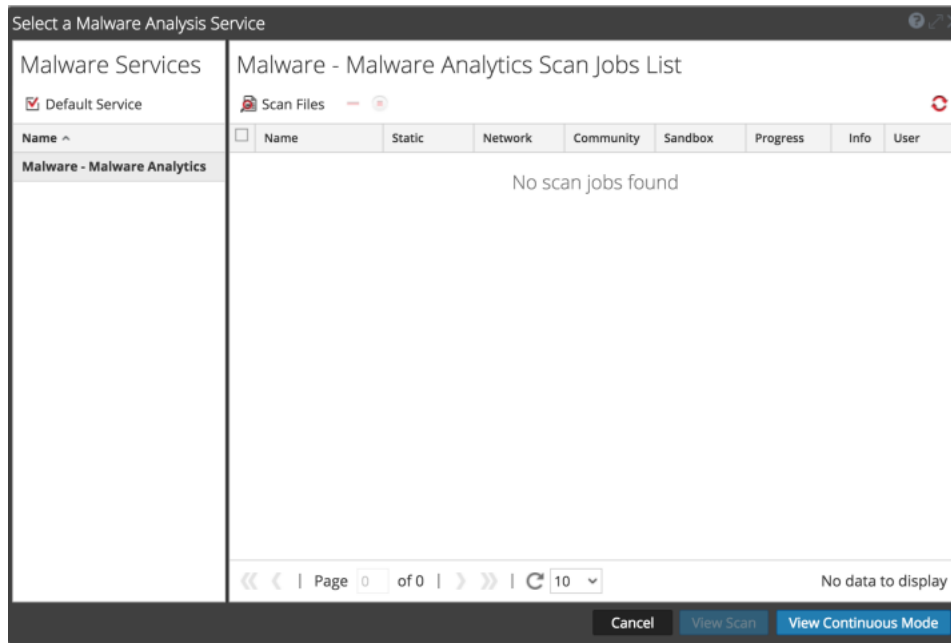 Select a Malware Analysis Service
Malware Services
Default Service
Name
Malware - Malware Analytics
Malware - Malware Analytics Scan Jobs List
Scan Files
Name Static Network Community Sandbox Progress Info User
No scan jobs found
Page 0 of 0 10 No data to display
Cancel View Scan View Continuous Mode